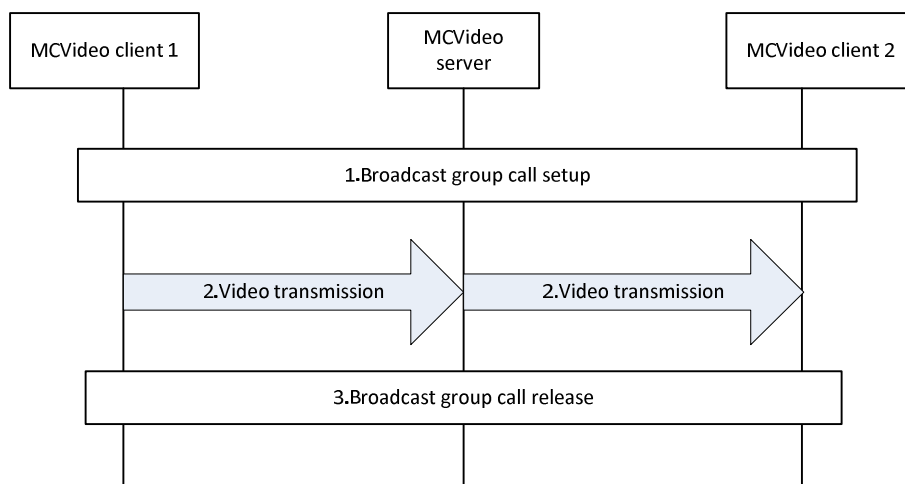 MCVideo client 1
MCVideo
server
MCVideo client 2
1.Broadcast group call setup
2.Video transmission
2.Video transmission
3.Broadcast group call release